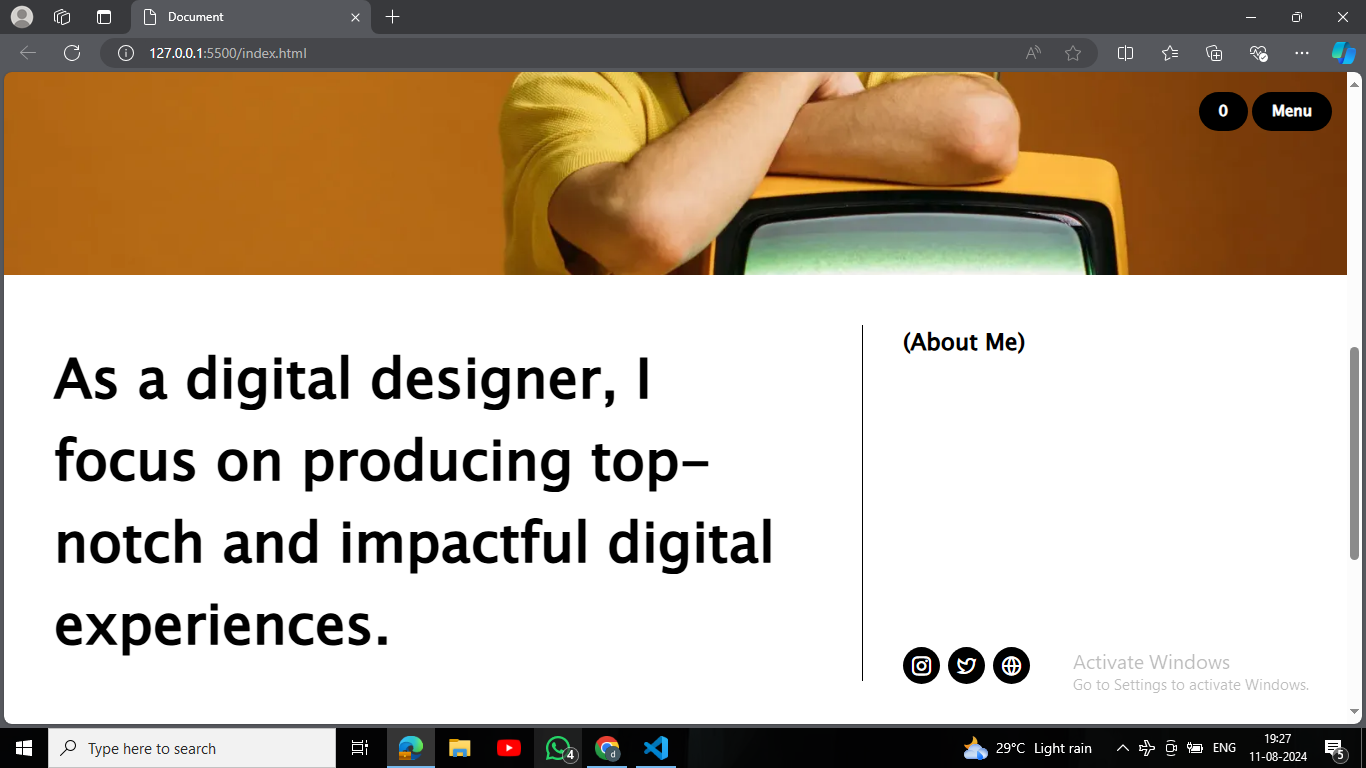 Document
127.0.0.1:5500/index.html
0
Menu
As a digital designer, I
focus on producing top-
notch and impactful digital
experiences.
(About Me)
Activate Windows
Go to Settings to activate Windows.
Type here to search
4
d
29°C Light rain
ENG
19:27
11-08-2024
5